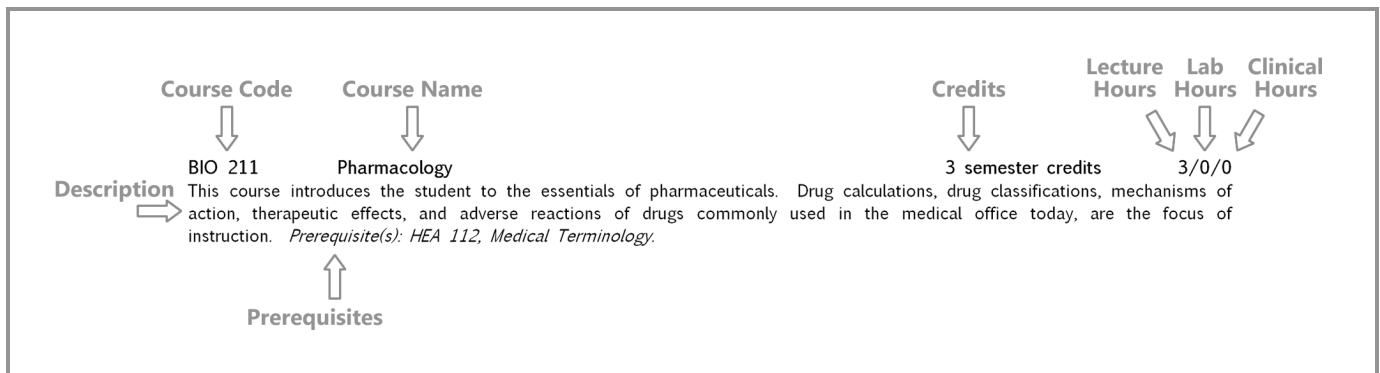 Lecture Lab Clinical
Course Code Course Name Credits Hours Hours Hours
BIO 211 Pharmacology 3 semester credits 3/0/0
Description This course introduces the student to the essentials of pharmaceuticals. Drug calculations, drug classifications, mechanisms of
action, therapeutic effects, and adverse reactions of drugs commonly used in the medical office today, are the focus of
instruction. Prerequisite(s): HEA 112, Medical Terminology.
Prerequisites